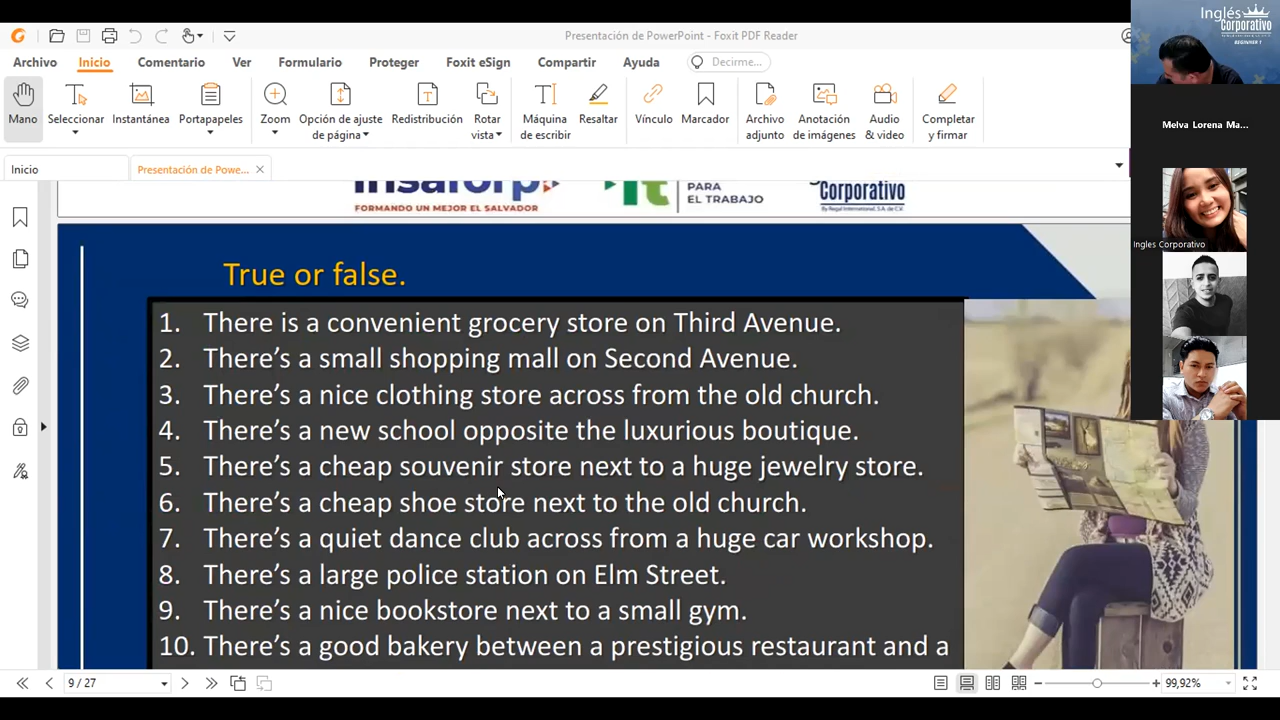 Presentación de PowerPoint - Foxit PDF Reader
Archivo Inicio Comentario Ver Formulario Proteger Foxit eSign Compartir Ayuda Decirme...
Mano Seleccionar Instantánea Portapapeles Zoom Opción de ajuste de página Redistribución Rotar vista Máquina de escribir Resaltar Vínculo Marcador Archivo adjunto Anotación de imágenes Audio & video Completar y firmar
Inicio Presentación de Powe...
insaforp
FORMANDO UN MEJOR EL SALVADOR
PARA
EL TRABAJO
Corporativo
By Regal International, S.A. de C.V.
True or false.
1. There is a convenient grocery store on Third Avenue.
2. There's a small shopping mall on Second Avenue.
3. There's a nice clothing store across from the old church.
4. There's a new school opposite the luxurious boutique.
5. There's a cheap souvenir store next to a huge jewelry store.
6. There's a cheap shoe store next to the old church.
7. There's a quiet dance club across from a huge car workshop.
8. There's a large police station on Elm Street.
9. There's a nice bookstore next to a small gym.
10. There's a good bakery between a prestigious restaurant and a
Inglés
Corporativo
BEGINNER 1
Melva Lorena Ma...
Ingles Corporativo
9 / 27
99,92%